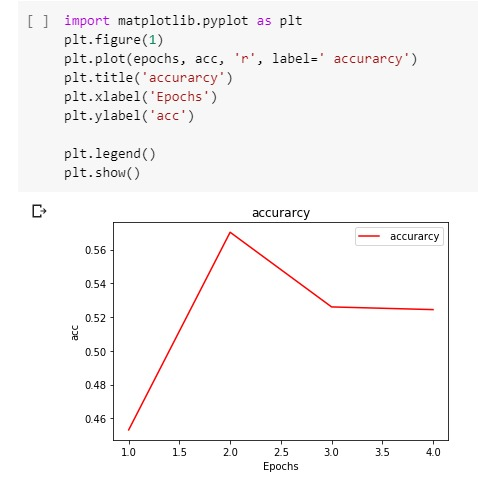 [ ] import matplotlib.pyplot as plt
plt.figure(1)
plt.plot(epochs, acc, 'r', label=' accurarcy')
plt.title('accurarcy')
plt.xlabel('Epochs')
plt.ylabel('acc')
plt.legend()
plt.show()
accurarcy
accurarcy
0.56
0.54
0.52
0.50
0.48
0.46
acc
1.0 1.5 2.0 2.5 3.0 3.5 4.0
Epochs